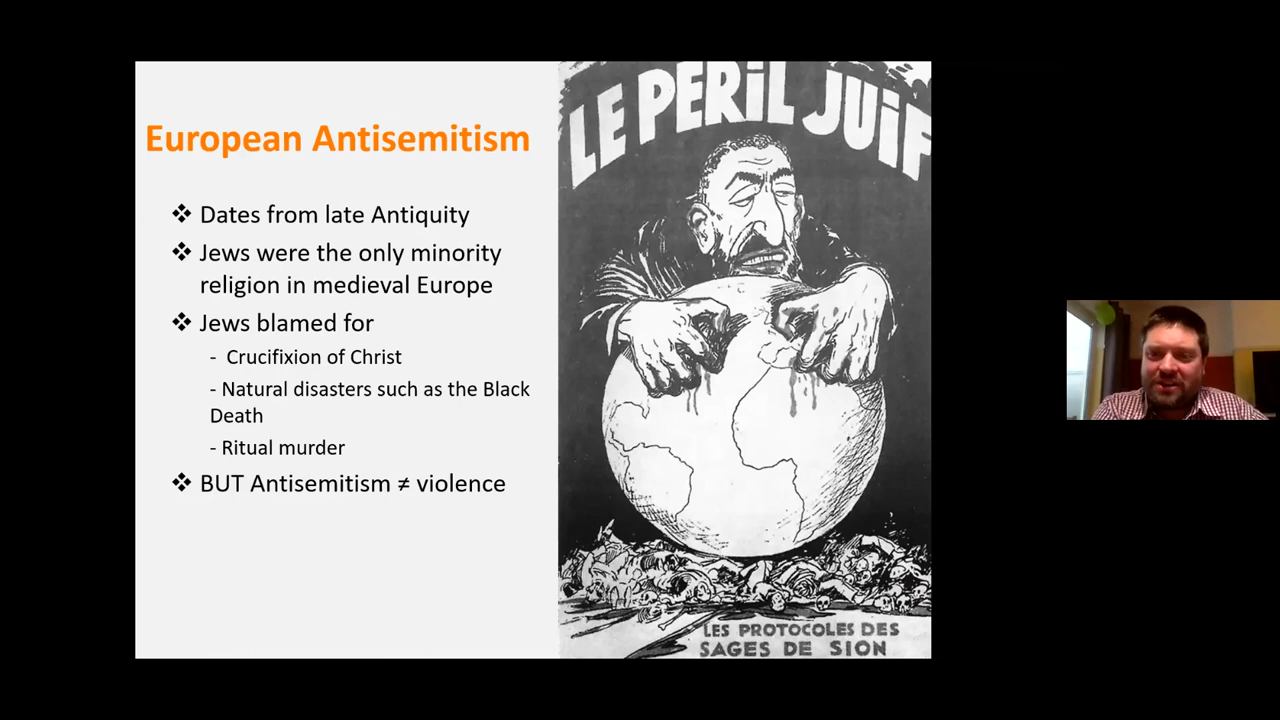 European Antisemitism
❖ Dates from late Antiquity
❖ Jews were the only minority
religion in medieval Europe
❖ Jews blamed for
- Crucifixion of Christ
- Natural disasters such as the Black
Death
- Ritual murder
❖ BUT Antisemitism ≠ violence
LE PERiL JUiF
LES PROTOCOLES DES
SAGES DE SION